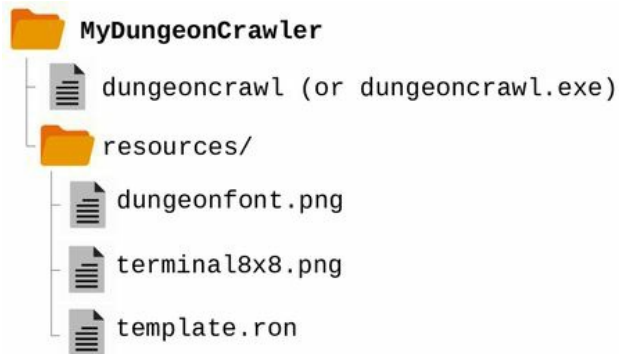 MyDungeonCrawler
dungeoncrawl (or dungeoncrawl.exe)
resources/
dungeonfont.png
terminal8x8.png
template.ron